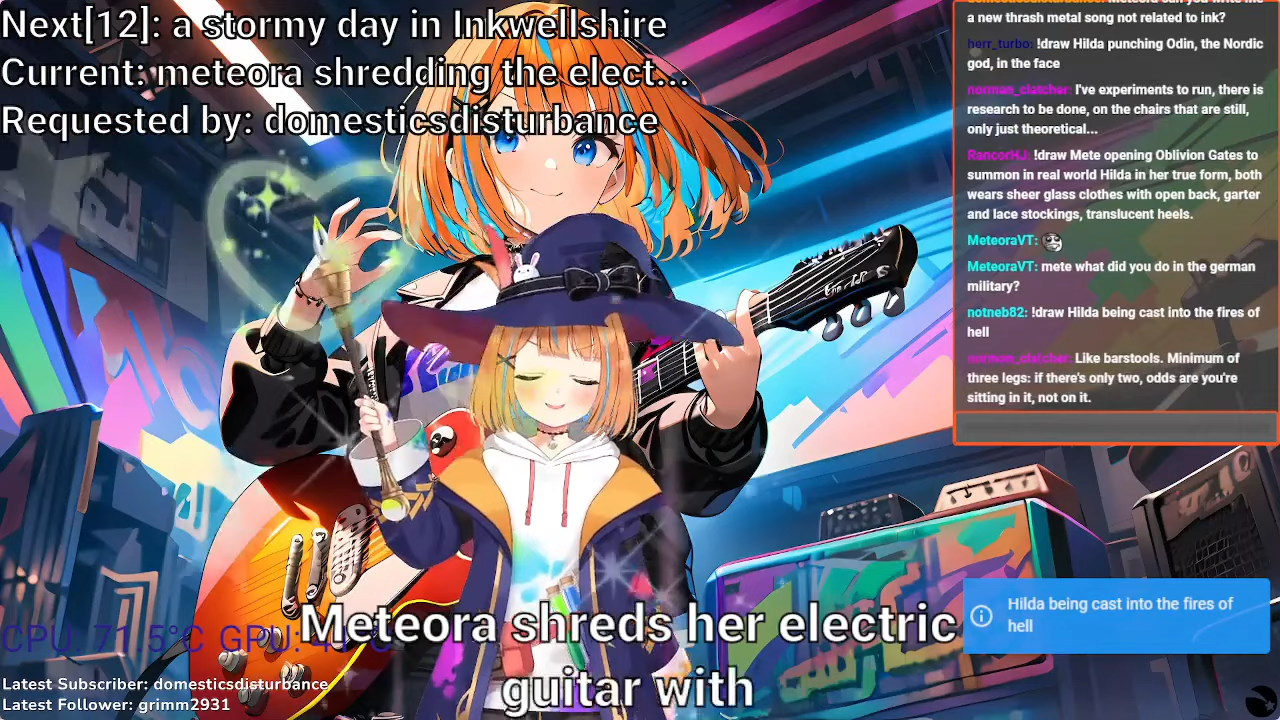 Next[12]: a stormy day in Inkwellshire
Current: meteora shredding the elect...
Requested by: domesticsdisturbance
a new thrash metal song not related to ink?
herr_turbo: !draw Hilda punching Odin, the Nordic
god, in the face
norman_clatcher: I've experiments to run, there is
research to be done, on the chairs that are still,
only just theoretical...
RancorHJ: !draw Mete opening Oblivion Gates to
summon in real world Hilda in her true form, both
wears sheer glass clothes with open back, garter
and lace stockings, translucent heels.
MeteoraVT:
MeteoraVT: mete what did you do in the german
military?
notneb82: !draw Hilda being cast into the fires of
hell
norman_clatcher: Like barstools. Minimum of
three legs: if there's only two, odds are you're
sitting in it, not on it.
Hilda being cast into the fires of
hell
Meteora shreds her electric
guitar with
CPU: 71.5°C GPU:
Latest Subscriber: domesticsdisturbance
Latest Follower: grimm2931